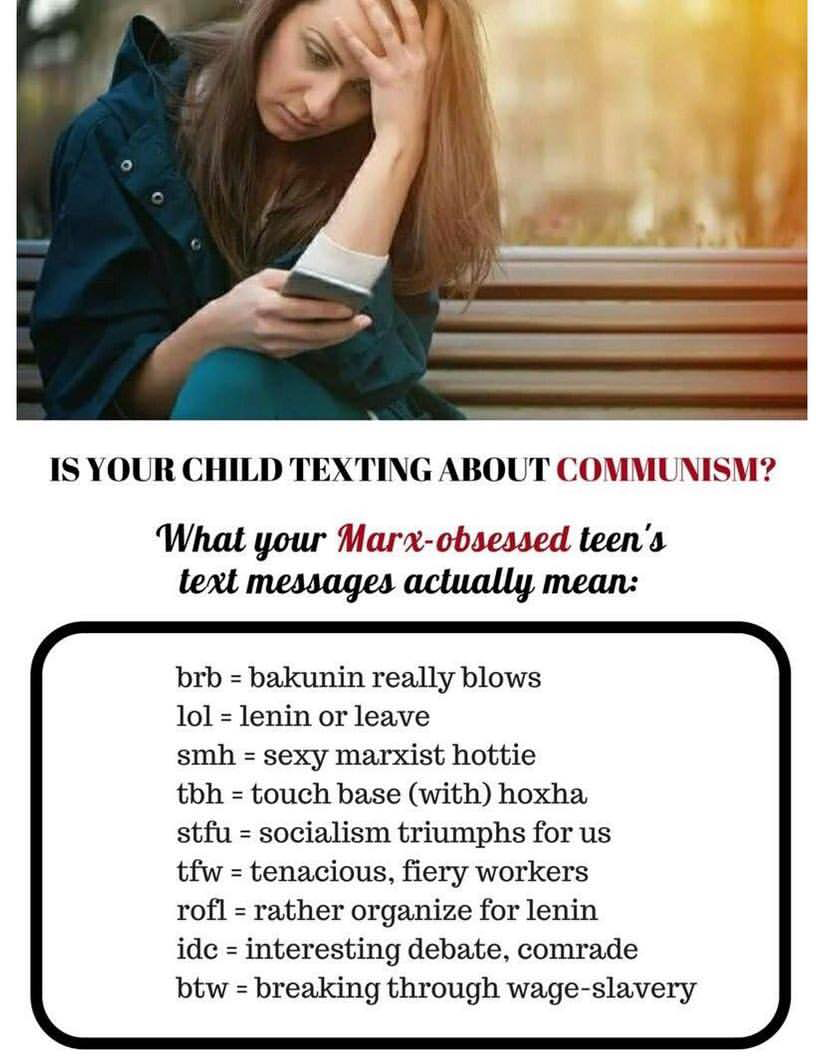 IS YOUR CHILD TEXTING ABOUT COMMUNISM?
What your Marx-obsessed teen's
text messages actually mean:
brb = bakunin really blows
lol = lenin or leave
smh = sexy marxist hottie
tbh = touch base (with) hoxha
stfu = socialism triumphs for us
tfw = tenacious, fiery workers
rofl = rather organize for lenin
idc = interesting debate, comrade
btw = breaking through wage-slavery